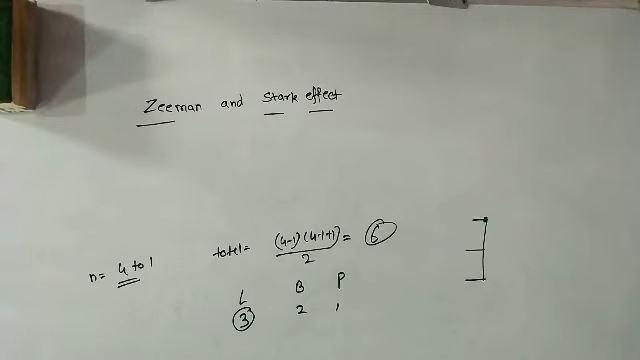 Zeeman and Stark effect
n= 4 to 1 total= (4-1)(4-1+1)/2 = 6
L B P
3 2 1